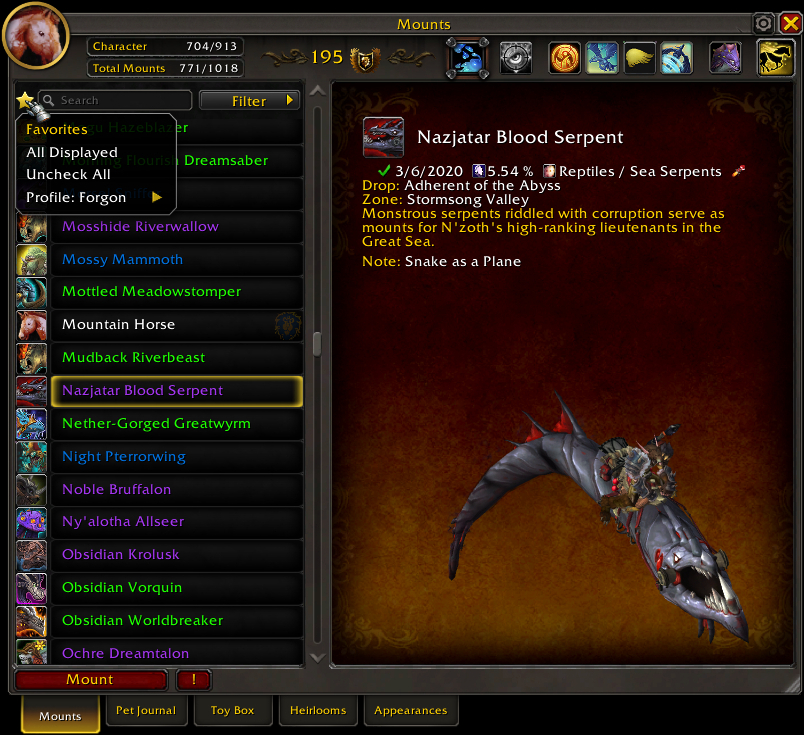 Mounts
Character 704/913
Total Mounts 771/1018
195
Search
Filter
Favorites
All Displayed
Uncheck All
Profile: Forgon
Dreamsaber
Mosshide Riverwallow
Mossy Mammoth
Mottled Meadowstomper
Mountain Horse
Mudback Riverbeast
Nazjatar Blood Serpent
Nether-Gorged Greatwyrm
Night Pterrorwing
Noble Bruffalon
Ny'alotha Allseer
Obsidian Krolusk
Obsidian Vorquin
Obsidian Worldbreaker
Ochre Dreamtalon
Nazjatar Blood Serpent
3/6/2020 5.54 % Reptiles / Sea Serpents
Drop: Adherent of the Abyss
Zone: Stormsong Valley
Monstrous serpents riddled with corruption serve as
mounts for N'zoth's high-ranking lieutenants in the
Great Sea.
Note: Snake as a Plane
Mount
!
Mounts
Pet Journal
Toy Box
Heirlooms
Appearances